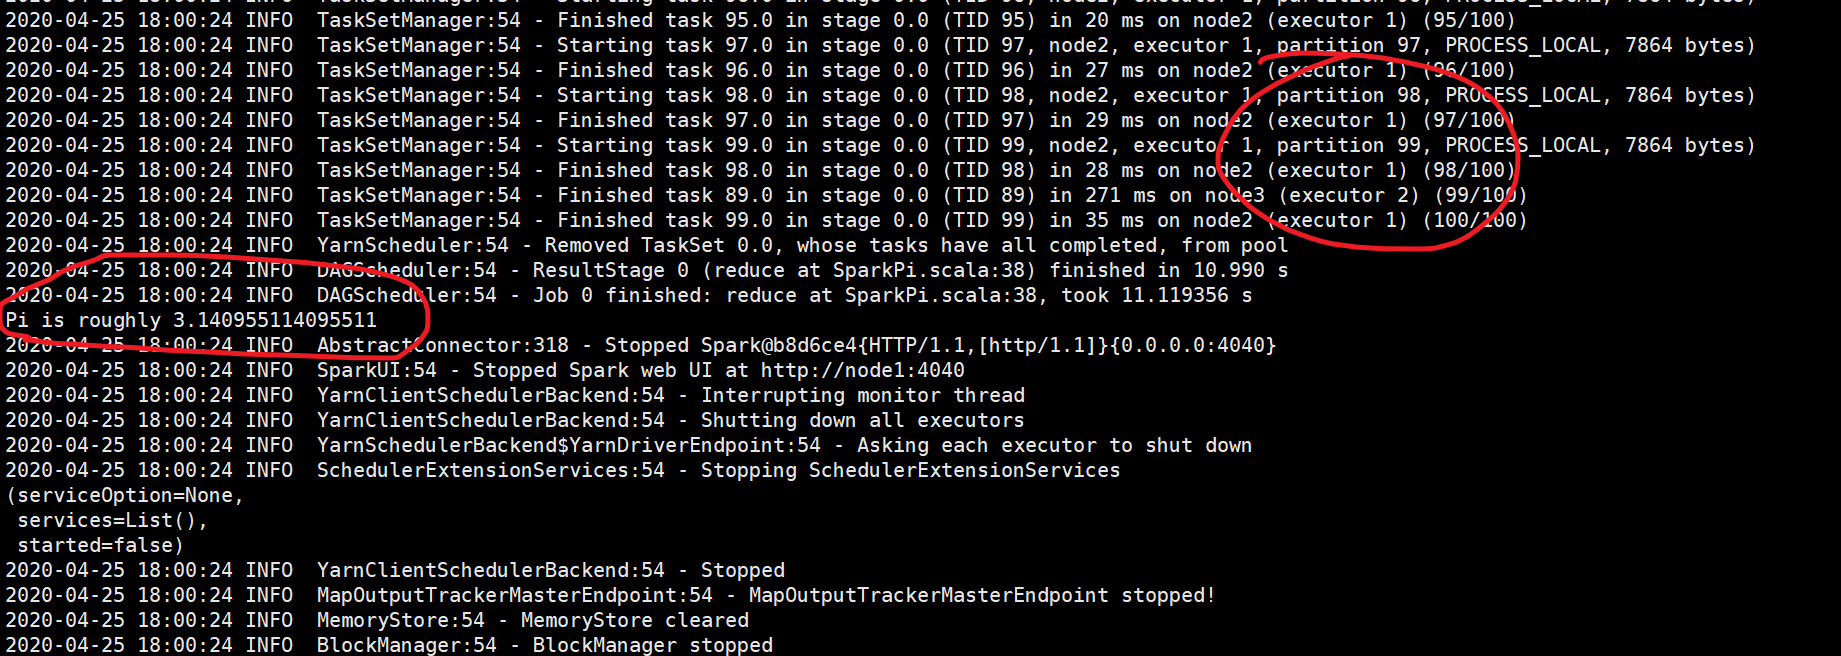 2020-04-25 18:00:24 INFO  TaskSetManager:54 - Finished task 95.0 in stage 0.0 (TID 95) in 20 ms on node2 (executor 1) (95/100)
2020-04-25 18:00:24 INFO  TaskSetManager:54 - Starting task 97.0 in stage 0.0 (TID 97, node2, executor 1, partition 97, PROCESS_LOCAL, 7864 bytes)
2020-04-25 18:00:24 INFO  TaskSetManager:54 - Finished task 96.0 in stage 0.0 (TID 96) in 27 ms on node2 (executor 1) (96/100)
2020-04-25 18:00:24 INFO  TaskSetManager:54 - Starting task 98.0 in stage 0.0 (TID 98, node2, executor 1, partition 98, PROCESS_LOCAL, 7864 bytes)
2020-04-25 18:00:24 INFO  TaskSetManager:54 - Finished task 97.0 in stage 0.0 (TID 97) in 29 ms on node2 (executor 1) (97/100)
2020-04-25 18:00:24 INFO  TaskSetManager:54 - Starting task 99.0 in stage 0.0 (TID 99, node2, executor 1, partition 99, PROCESS_LOCAL, 7864 bytes)
2020-04-25 18:00:24 INFO  TaskSetManager:54 - Finished task 98.0 in stage 0.0 (TID 98) in 28 ms on node2 (executor 1) (98/100)
2020-04-25 18:00:24 INFO  TaskSetManager:54 - Finished task 89.0 in stage 0.0 (TID 89) in 271 ms on node3 (executor 2) (99/100)
2020-04-25 18:00:24 INFO  TaskSetManager:54 - Finished task 99.0 in stage 0.0 (TID 99) in 35 ms on node2 (executor 1) (100/100)
2020-04-25 18:00:24 INFO  YarnScheduler:54 - Removed TaskSet 0.0, whose tasks have all completed, from pool
2020-04-25 18:00:24 INFO  DAGScheduler:54 - ResultStage 0 (reduce at SparkPi.scala:38) finished in 10.990 s
2020-04-25 18:00:24 INFO  DAGScheduler:54 - Job 0 finished: reduce at SparkPi.scala:38, took 11.119356 s
Pi is roughly 3.140955114095511
2020-04-25 18:00:24 INFO  AbstractConnector:318 - Stopped Spark@b8d6ce4{HTTP/1.1,[http/1.1]}{0.0.0.0:4040}
2020-04-25 18:00:24 INFO  SparkUI:54 - Stopped Spark web UI at http://node1:4040
2020-04-25 18:00:24 INFO  YarnClientSchedulerBackend:54 - Interrupting monitor thread
2020-04-25 18:00:24 INFO  YarnClientSchedulerBackend:54 - Shutting down all executors
2020-04-25 18:00:24 INFO  YarnSchedulerBackend$YarnDriverEndpoint:54 - Asking each executor to shut down
2020-04-25 18:00:24 INFO  SchedulerExtensionServices:54 - Stopping SchedulerExtensionServices
(serviceOption=None,
 services=List(),
 started=false)
2020-04-25 18:00:24 INFO  YarnClientSchedulerBackend:54 - Stopped
2020-04-25 18:00:24 INFO  MapOutputTrackerMasterEndpoint:54 - MapOutputTrackerMasterEndpoint stopped!
2020-04-25 18:00:24 INFO  MemoryStore:54 - MemoryStore cleared
2020-04-25 18:00:24 INFO  BlockManager:54 - BlockManager stopped